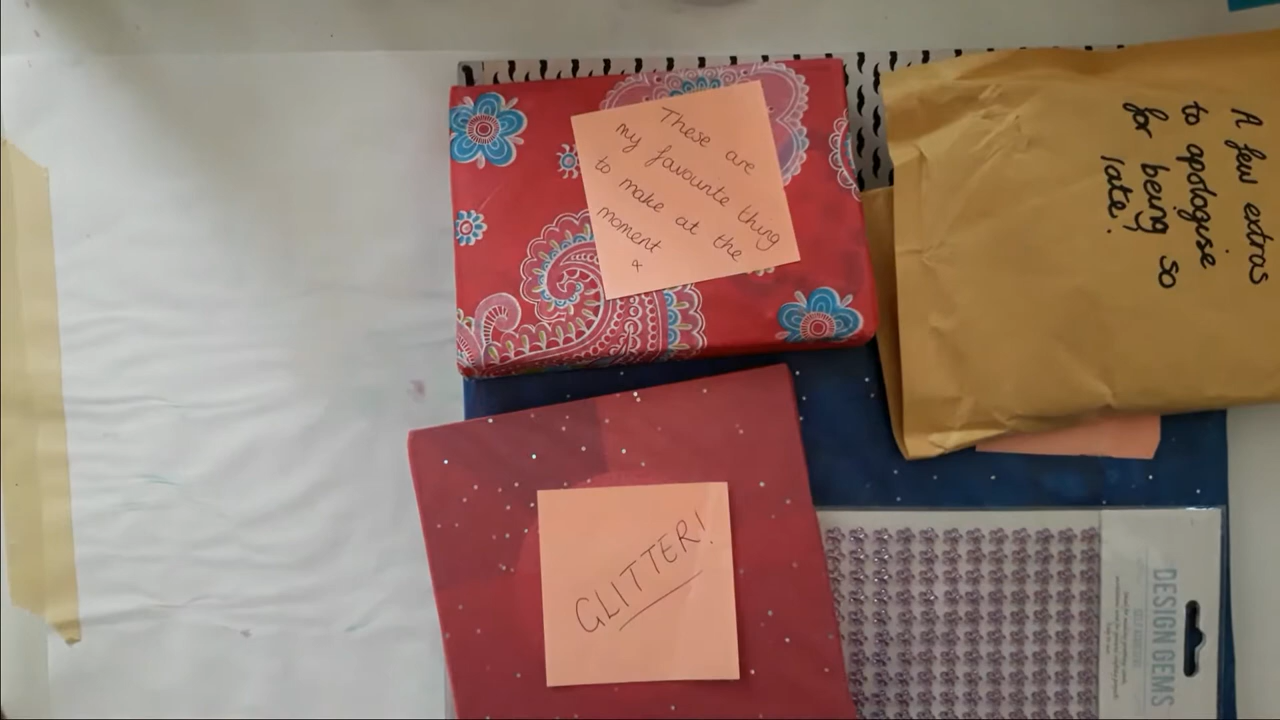 These are
my favourite thing
to make at the
moment
x
A few extras
to apologise
for being so
late!
GLITTER!
DESIGN GEMS